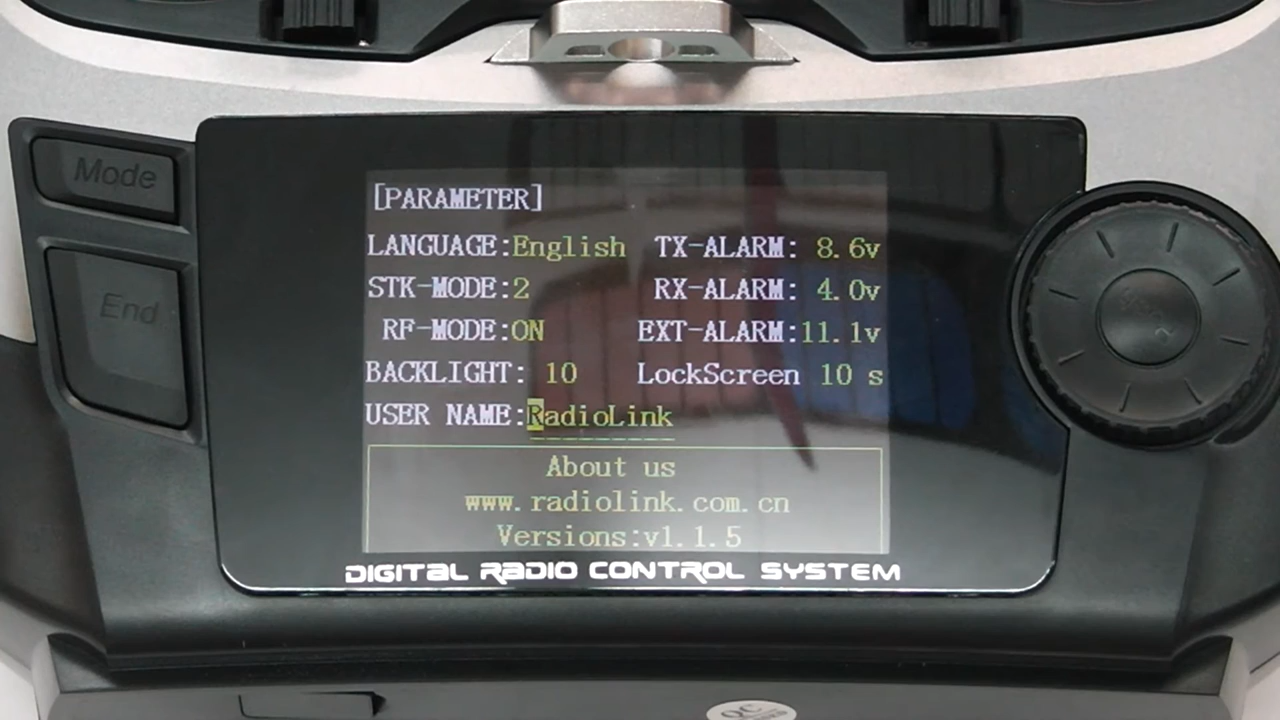 Mode
End
[PARAMETER]
LANGUAGE:English TX-ALARM: 8.6v
STK-MODE:2 RX-ALARM: 4.0v
RF-MODE:ON EXT-ALARM:11.1v
BACKLIGHT: 10 LockScreen 10 s
USER NAME:RadioLink
About us
www.radiolink.com.cn
Versions:v1.1.5
DIGITAL RADIO CONTROL SYSTEM
QC